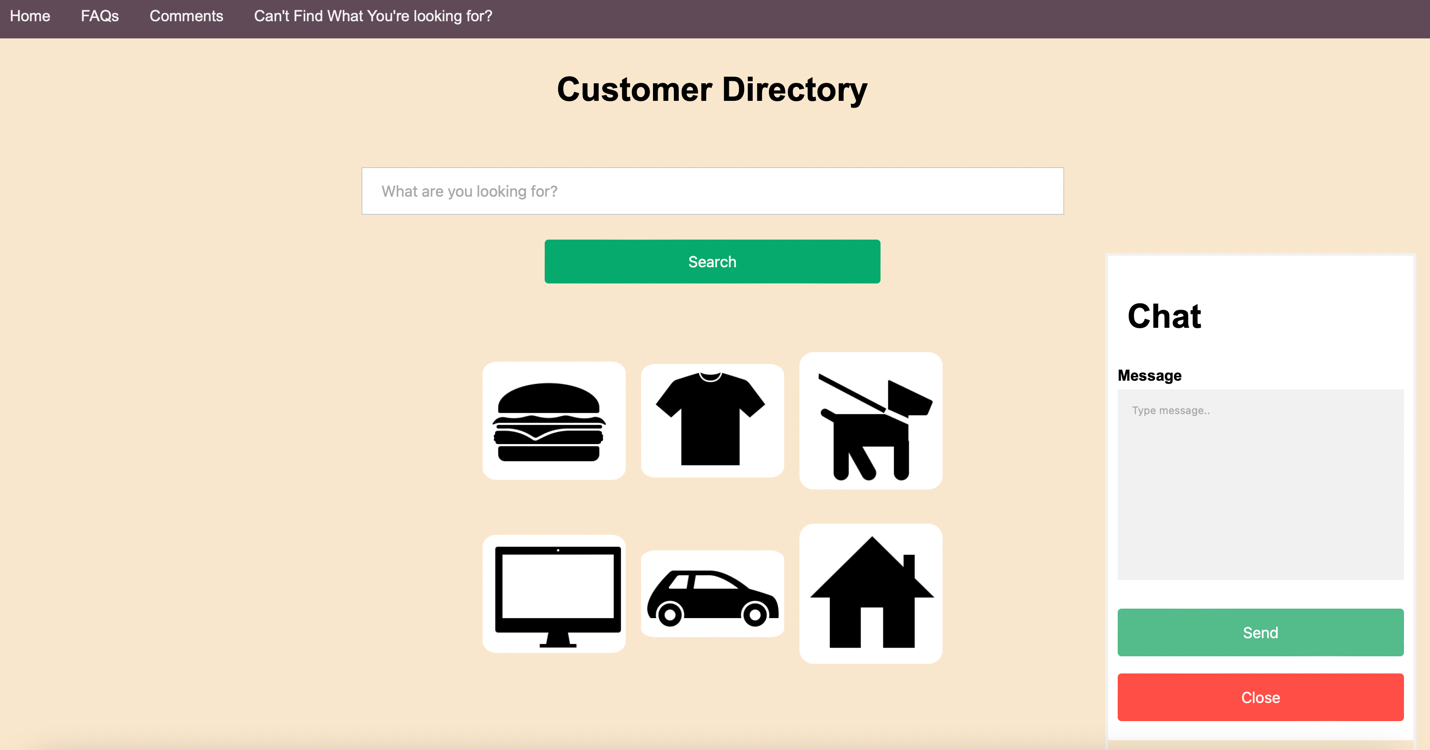 Home FAQs Comments Can't Find What You're looking for?
Customer Directory
What are you looking for?
Search
Chat
Message
Type message..
Send
Close